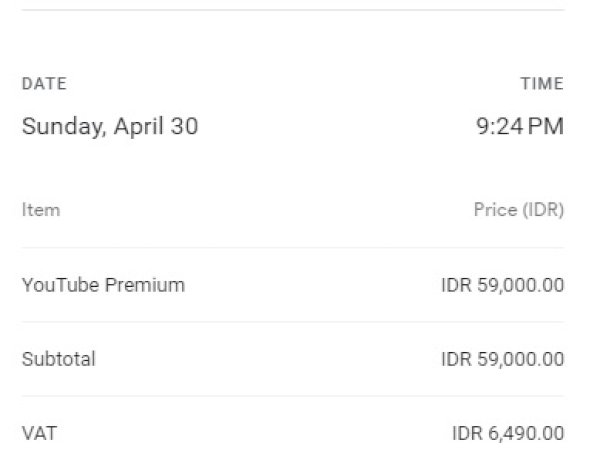 DATE TIME
Sunday, April 30 9:24 PM
Item Price (IDR)
YouTube Premium IDR 59,000.00
Subtotal IDR 59,000.00
VAT IDR 6,490.00